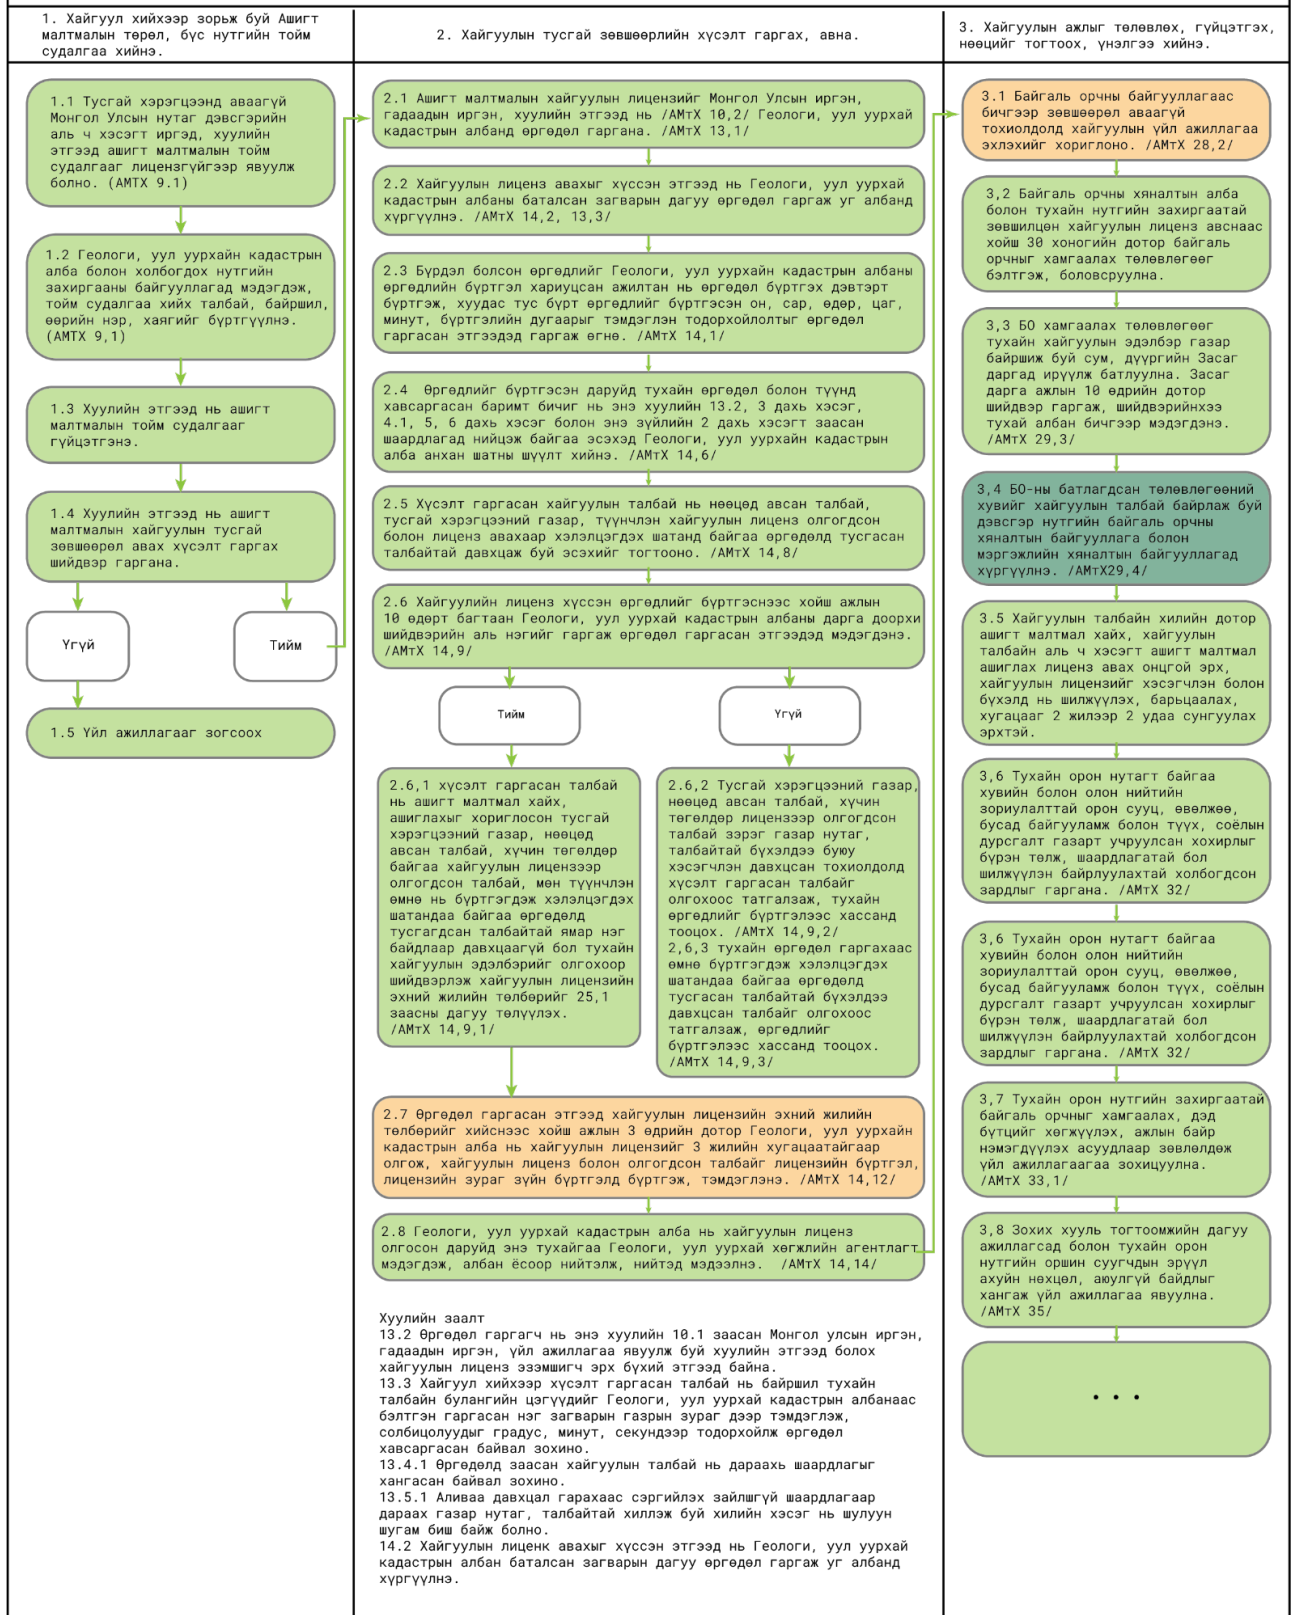 1. Хайгуул хийхээр зорьж буй Ашигт
малтмалын төрөл, бүс нутгийн тойм
судалгаа хийнэ.
2. Хайгуулын тусгай зөвшөөрлийн хүсэлт гаргах, авна.
3. Хайгуулын ажлыг төлөвлөх, гүйцэтгэх,
нөөцийг тогтоох, үнэлгээ хийнэ.
1.1 Тусгай хэрэгцээнд аваагүй
Монгол Улсын нутаг дэвсгэрийн
аль ч хэсэгт иргэд, хуулийн
этгээд ашигт малтмалын тойм
судалгааг лицензгүйгээр явуулж
болно. (АМТХ 9.1)
1.2 Геологи, уул уурхайн кадастрын
алба болон холбогдох нутгийн
захиргааны байгууллагад мэдэгдэж,
тойм судалгаа хийх талбай, байршил,
өөрийн нэр, хаягийг бүртгүүлнэ.
(АМТХ 9,1)
1.3 Хуулийн этгээд нь ашигт
малтмалын тойм судалгааг
гүйцэтгэнэ.
1.4 Хуулийн этгээд нь ашигт
малтмалын хайгуулын тусгай
зөвшөөрөл авах хүсэлт гаргах
шийдвэр гаргана.
Үгүй
Тийм
1.5 Үйл ажиллагааг зогсоох
2.1 Ашигт малтмалын хайгуулын лицензийг Монгол Улсын иргэн,
гадаадын иргэн, хуулийн этгээд нь /АМтХ 10,2/ Геологи, уул уурхай
кадастрын албанд өргөдөл гаргана. /АМтХ 13,1/
2.2 Хайгуулын лиценз авахыг хүссэн этгээд нь Геологи, уул уурхай
кадастрын албаны баталсан загварын дагуу өргөдөл гаргаж уг албанд
хүргүүлнэ. /АМтХ 14,2, 13,3/
2.3 Бүрдэл болсон өргөдлийг Геологи, уул уурхайн кадастрын албаны
өргөдлийн бүртгэл хариуцсан ажилтан нь өргөдөл бүртгэх дэвтэрт
бүртгэж, хуудас тус бүрт өргөдлийг бүртгэсэн он, сар, өдөр, цаг,
минут, бүртгэлийн дугаарыг тэмдэглэн тодорхойлолтыг өргөдөл
гаргасан этгээдэд гаргаж өгнө. /АМтХ 14,1/
2.4 Өргөдлийг бүртгэсэн даруйд тухайн өргөдөл болон түүнд
хавсаргасан баримт бичиг нь энэ хуулийн 13.2, 3 дахь хэсэг,
4.1, 5, 6 дахь хэсэг болон энэ зүйлийн 2 дахь хэсэгт заасан
шаардлагад нийцэж байгаа эсэхэд Геологи, уул уурхайн кадастрын
алба анхан шатны шүүлт хийнэ. /АМтХ 14,6/
2.5 Хүсэлт гаргасан хайгуулын талбай нь нөөцөд авсан талбай,
тусгай хэрэгцээний газар, түүнчлэн хайгуулын лиценз олгогдсон
болон лиценз авахаар хэлэлцэгдэх шатанд байгаа өргөдөлд тусгасан
талбайтай давхцаж буй эсэхийг тогтооно. /АМтХ 14,8/
2.6 Хайгуулийн лиценз хүссэн өргөдлийг бүртгэснээс хойш ажлын
10 өдөрт багтаан Геологи, уул уурхай кадастрын албаны дарга доорхи
шийдвэрийн аль нэгийг гаргаж өргөдөл гаргасан этгээдэд мэдэгдэнэ.
/АМтХ 14,9/
Тийм
Үгүй
2.6,1 хүсэлт гаргасан талбай
нь ашигт малтмал хайх,
ашиглахыг хориглосон тусгай
хэрэгцээний газар, нөөцөд
авсан талбай, хүчин төгөлдөр
байгаа хайгуулын лицензээр
олгогдсон талбай, мөн түүнчлэн
өмнө нь бүртгэгдэж хэлэлцэгдэх
шатандаа байгаа өргөдөлд
тусгагдсан талбайтай ямар нэг
байдлаар давхцаагүй бол тухайн
хайгуулын эдэлбэрийг олгохоор
шийдвэрлэж хайгуулын лицензийн
эхний жилийн төлбөрийг 25,1
заасны дагуу төлүүлэх.
/АМтХ 14,9,1/
2.6,2 Тусгай хэрэгцээний газар,
нөөцөд авсан талбай, хүчин
төгөлдөр лицензээр олгогдсон
талбай зэрэг газар нутаг,
талбайтай бүхэлдээ буюу
хэсэгчлэн давхцсан тохиолдолд
хүсэлт гаргасан талбайг
олгохоос татгалзаж, тухайн
өргөдлийг бүртгэлээс хассанд
тооцох. /АМтХ 14,9,2/
2,6,3 тухайн өргөдөл гаргахаас
өмнө бүртгэгдэж хэлэлцэгдэх
шатандаа байгаа өргөдөлд
тусгасан талбайтай бүхэлдээ
давхцсан талбайг олгохоос
татгалзаж, өргөдлийг
бүртгэлээс хассанд тооцох.
/АМтХ 14,9,3/
2.7 Өргөдөл гаргасан этгээд хайгуулын лицензийн эхний жилийн
төлбөрийг хийснээс хойш ажлын 3 өдрийн дотор Геологи, уул уурхайн
кадастрын алба нь хайгуулын лицензийг 3 жилийн хугацаатайгаар
олгож, хайгуулын лиценз болон олгогдсон талбайг лицензийн бүртгэл,
лицензийн зураг зүйн бүртгэлд бүртгэж, тэмдэглэнэ. /АМтХ 14,12/
2.8 Геологи, уул уурхай кадастрын алба нь хайгуулын лиценз
олгосон даруйд энэ тухайгаа Геологи, уул уурхай хөгжлийн агентлагт
мэдэгдэж, албан ёсоор нийтэлж, нийтэд мэдээлнэ. /АМтХ 14,14/
Хуулийн заалт
13.2 Өргөдөл гаргагч нь энэ хуулийн 10.1 заасан Монгол улсын иргэн,
гадаадын иргэн, үйл ажиллагаа явуулж буй хуулийн этгээд болох
хайгуулын лиценз эзэмшигч эрх бүхий этгээд байна.
13.3 Хайгуул хийхээр хүсэлт гаргасан талбай нь байршил тухайн
талбайн булангийн цэгүүдийг Геологи, уул уурхай кадастрын албанаас
бэлтгэн гаргасан нэг загварын газрын зураг дээр тэмдэглэж,
солбицолуудыг градус, минут, секундээр тодорхойлж өргөдөл
хавсаргасан байвал зохино.
13.4.1 Өргөдөлд заасан хайгуулын талбай нь дараахь шаардлагыг
хангасан байвал зохино.
13.5.1 Аливаа давхцал гарахаас сэргийлэх зайлшгүй шаардлагаар
дараах газар нутаг, талбайтай хиллэж буй хилийн хэсэг нь шулуун
шугам биш байж болно.
14.2 Хайгуулын лиценк авахыг хүссэн этгээд нь Геологи, уул уурхай
кадастрын албан баталсан загварын дагуу өргөдөл гаргаж уг албанд
хүргүүлнэ.
3.1 Байгаль орчны байгууллагаас
бичгээр зөвшөөрөл аваагүй
тохиолдолд хайгуулын үйл ажиллагаа
эхлэхийг хориглоно. /АМтХ 28,2/
3,2 Байгаль орчны хяналтын алба
болон тухайн нутгийн захиргаатай
зөвшилцөн хайгуулын лиценз авснаас
хойш 30 хоногийн дотор байгаль
орчныг хамгаалах төлөвлөгөөг
бэлтгэж, боловсруулна.
3,3 БО хамгаалах төлөвлөгөөг
тухайн хайгуулын эдэлбэр газар
байршиж буй сум, дүүргийн Засаг
даргад ирүүлж батлуулна. Засаг
дарга ажлын 10 өдрийн дотор
шийдвэр гаргаж, шийдвэрийнхээ
тухай албан бичгээр мэдэгдэнэ.
/АМтХ 29,3/
3,4 БО-ны батлагдсан төлөвлөгөөний
хувийг хайгуулын талбай байрлаж буй
дэвсгэр нутгийн байгаль орчны
хяналтын байгууллага болон
мэргэжлийн хяналтын байгууллагад
хүргүүлнэ. /АМтХ29,4/
3.5 Хайгуулын талбайн хилийн дотор
ашигт малтмал хайх, хайгуулын
талбайн аль ч хэсэгт ашигт малтмал
ашиглах лиценз авах онцгой эрх,
хайгуулын лицензийг хэсэгчлэн болон
бүхэлд нь шилжүүлэх, барьцаалах,
хугацааг 2 жилээр 2 удаа сунгуулах
эрхтэй.
3,6 Тухайн орон нутагт байгаа
хувийн болон олон нийтийн
зориулалттай орон сууц, өвөлжөө,
бусад байгууламж болон түүх, соёлын
дурсгалт газарт учруулсан хохирлыг
бүрэн төлж, шаардлагатай бол
шилжүүлэн байрлуулахтай холбогдсон
зардлыг гаргана. /АМтХ 32/
3,6 Тухайн орон нутагт байгаа
хувийн болон олон нийтийн
зориулалттай орон сууц, өвөлжөө,
бусад байгууламж болон түүх, соёлын
дурсгалт газарт учруулсан хохирлыг
бүрэн төлж, шаардлагатай бол
шилжүүлэн байрлуулахтай холбогдсон
зардлыг гаргана. /АМтХ 32/
3,7 Тухайн орон нутгийн захиргаатай
байгаль орчныг хамгаалах, дэд
бүтцийг хөгжүүлэх, ажлын байр
нэмэгдүүлэх асуудлаар зөвлөлдөж
үйл ажиллагаагаа зохицуулна.
/АМтХ 33,1/
3,8 Зохих хууль тогтоомжийн дагуу
ажиллагсад болон тухайн орон
нутгийн оршин суугчдын эрүүл
ахуйн нөхцөл, аюулгүй байдлыг
хангаж үйл ажиллагаа явуулна.
/АМтХ 35/
• • •